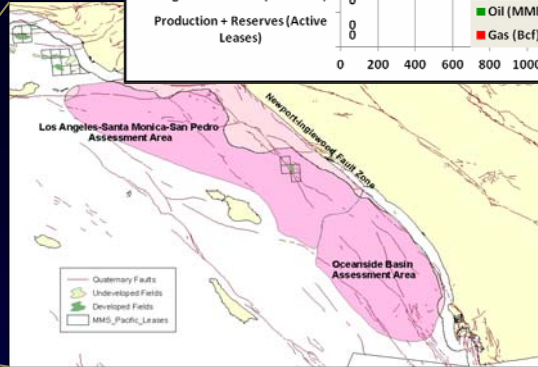 Production + Reserves (Active
Leases)
0
0
0
Oil (MM
Gas (Bcf)
0 200 400 600 800 1000
Newport-Inglewood Fault Zone
Los Angeles-Santa Monica-San Pedro
Assessment Area
Oceanside Basin
Assessment Area
Quaternary Faults
Undeveloped Fields
Developed Fields
MMS_Pacific_Leases